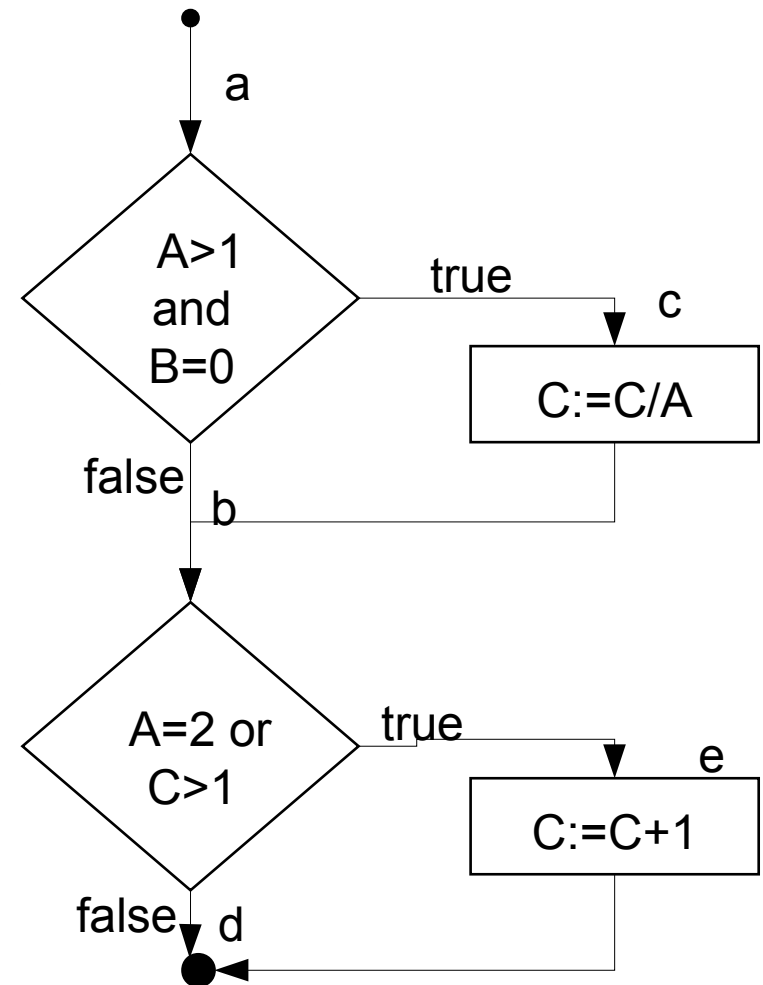 a
A>1
and
B=0
true
c
C:=C/A
false
b
A=2 or
C>1
true
e
C:=C+1
false
d